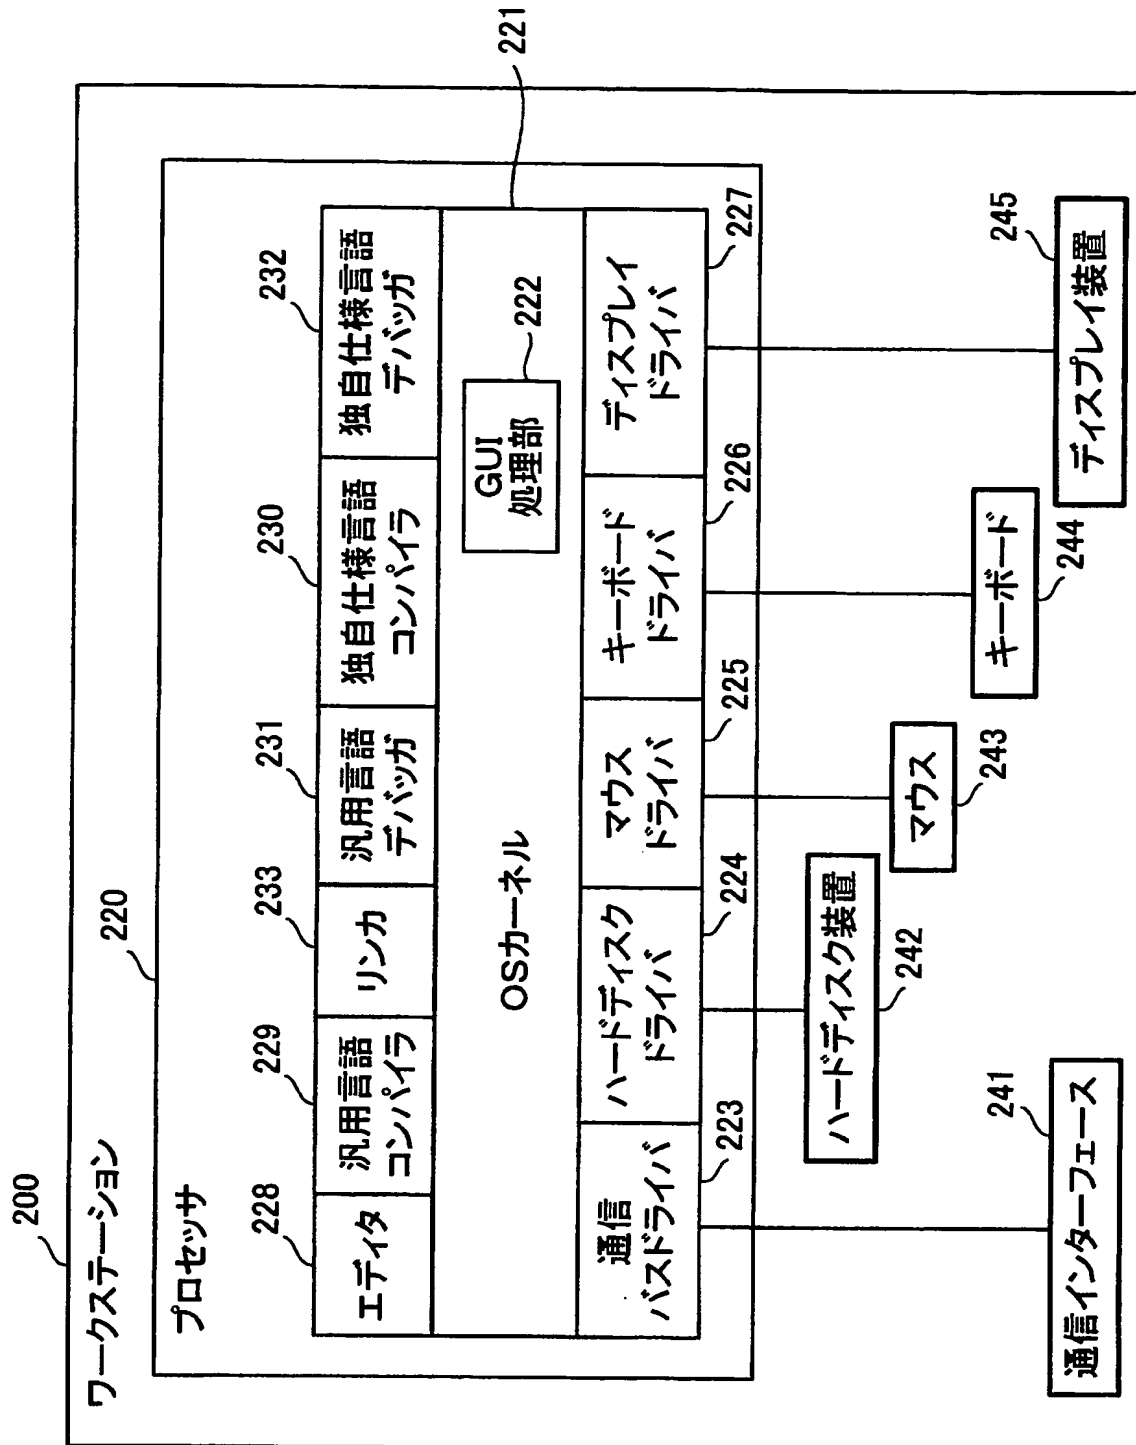 200
ワークステーション
220
プロセッサ
228
229
233
231
230
232
エディタ
汎用言語
コンパイラ
リンカ
汎用言語
デバッガ
独自仕様言語
コンパイラ
独自仕様言語
デバッガ
221
OSカーネル
GUI
処理部
222
通信
バスドライバ
ハードディスク
ドライバ
マウス
ドライバ
キーボード
ドライバ
ディスプレイ
ドライバ
223
224
225
226
227
通信インターフェース
241
ハードディスク装置
242
マウス
243
キーボード
244
ディスプレイ装置
245